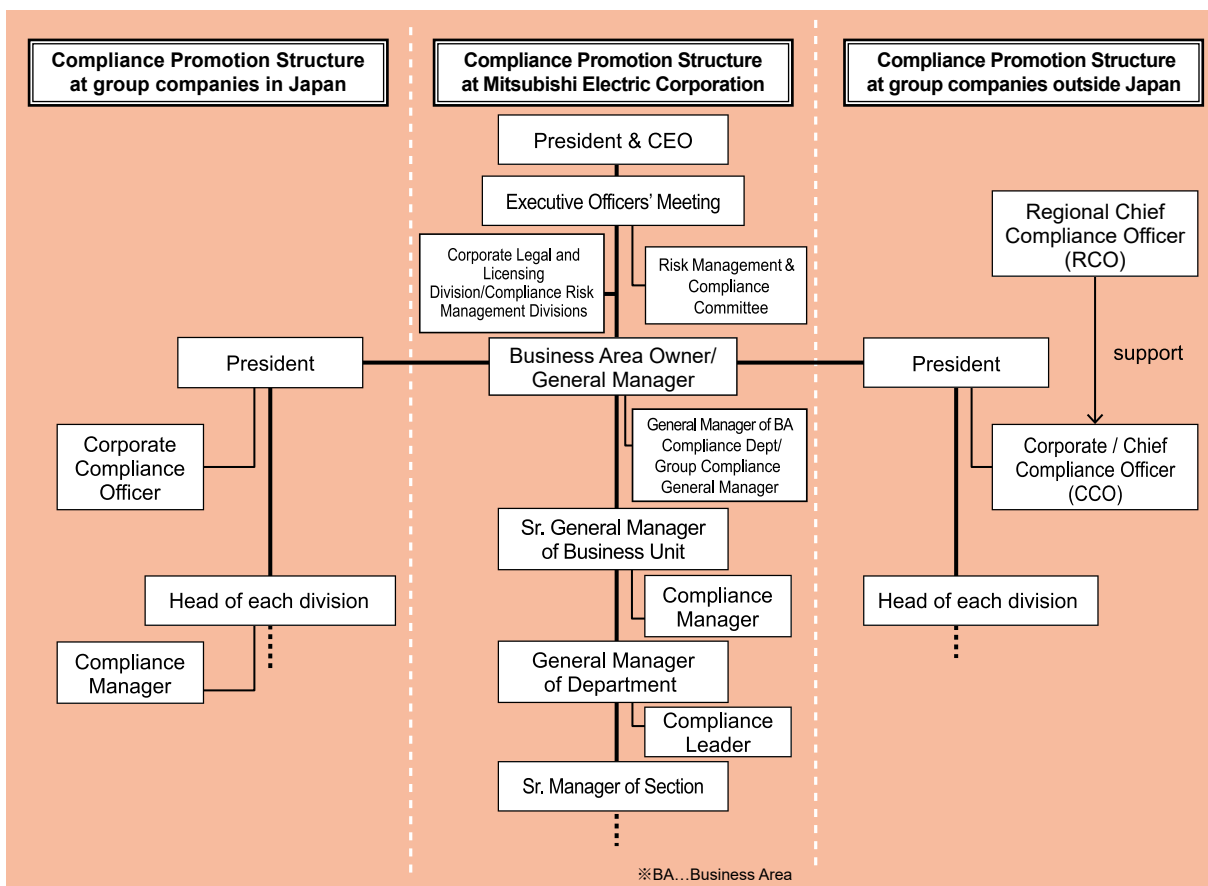 Compliance Promotion Structure
at group companies in Japan
President
Corporate
Compliance
Officer
Head of each division
Compliance
Manager
Compliance Promotion Structure
at Mitsubishi Electric Corporation
President & CEO
Executive Officers’ Meeting
Corporate Legal and
Licensing
Division/Compliance Risk
Management Divisions
Risk Management &
Compliance
Committee
Business Area Owner/
General Manager
General Manager of BA
Compliance Dept/
Group Compliance
General Manager
Sr. General Manager
of Business Unit
Compliance
Manager
General Manager
of Department
Compliance
Leader
Sr. Manager of Section
※BA…Business Area
Compliance Promotion Structure
at group companies outside Japan
Regional Chief
Compliance Officer
(RCO)
support
President
Corporate / Chief
Compliance Officer
(CCO)
Head of each division